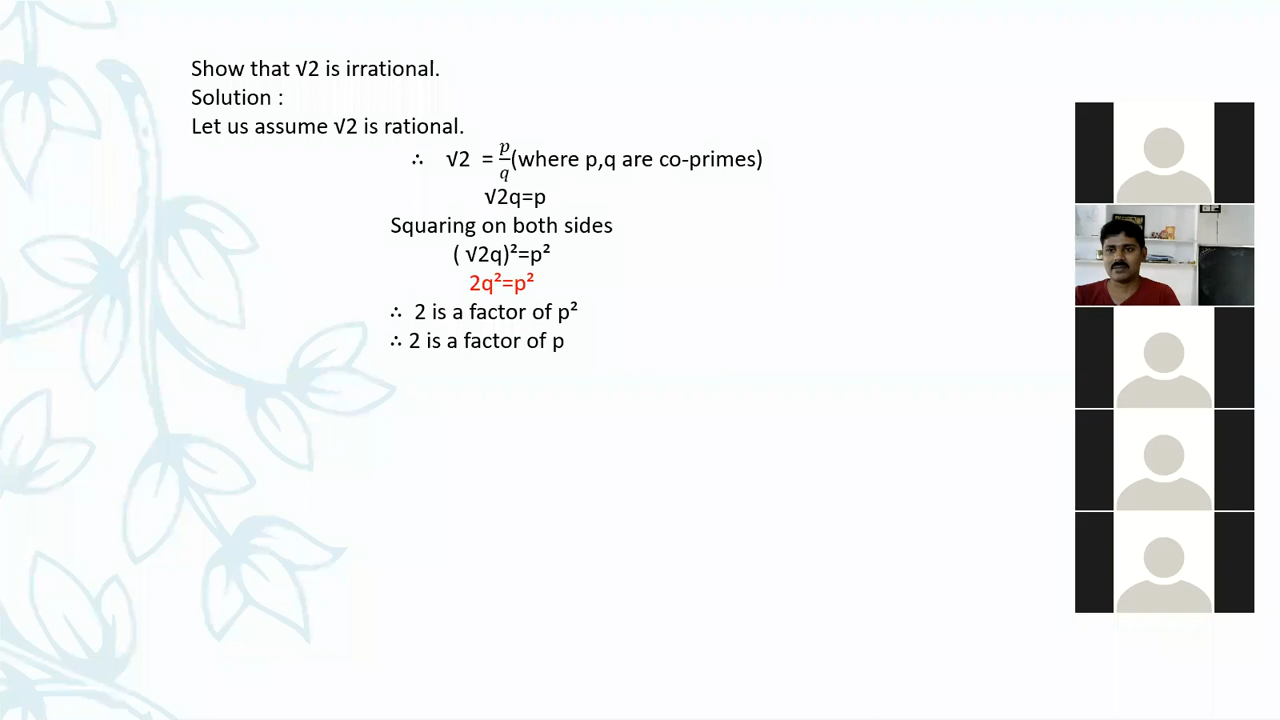 Show that √2 is irrational.
Solution :
Let us assume √2 is rational.
∴ √2 = p/q (where p,q are co-primes)
√2q=p
Squaring on both sides
( √2q)²=p²
2q²=p²
∴ 2 is a factor of p²
∴ 2 is a factor of p